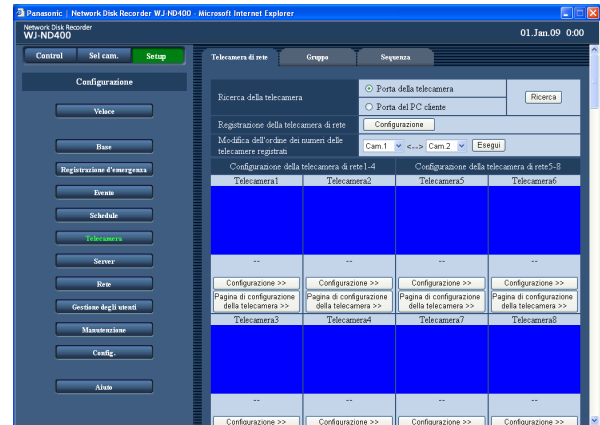 Panasonic | Network Disk Recorder WJ-ND400 - Microsoft Internet Explorer
Network Disk Recorder
WJ-ND400
01.Jan.09 0:00
Control Sel cam. Setup
Configurazione
Veloce
Base
Registrazione d'emergenza
Evento
Schedule
Telecamera
Server
Rete
Gestione degli utenti
Manutenzione
Config.
Aiuto
Telecamera di rete Gruppo Sequenza
Ricerca della telecamera
Porta della telecamera
Porta del PC cliente
Ricerca
Registrazione della telecamera di rete Configurazione
Modifica dell'ordine dei numeri delle
telecamere registrati
Cam.1 <--> Cam.2 Esegui
Configurazione della telecamera di rete1-4 Configurazione della telecamera di rete5-8
Telecamera1 Telecamera2 Telecamera5 Telecamera6
-- -- -- --
Configurazione >> Configurazione >> Configurazione >> Configurazione >>
Pagina di configurazione Pagina di configurazione Pagina di configurazione Pagina di configurazione
della telecamera >> della telecamera >> della telecamera >> della telecamera >>
Telecamera3 Telecamera4 Telecamera7 Telecamera8
-- -- -- --
Configurazione >> Configurazione >> Configurazione >> Configurazione >>